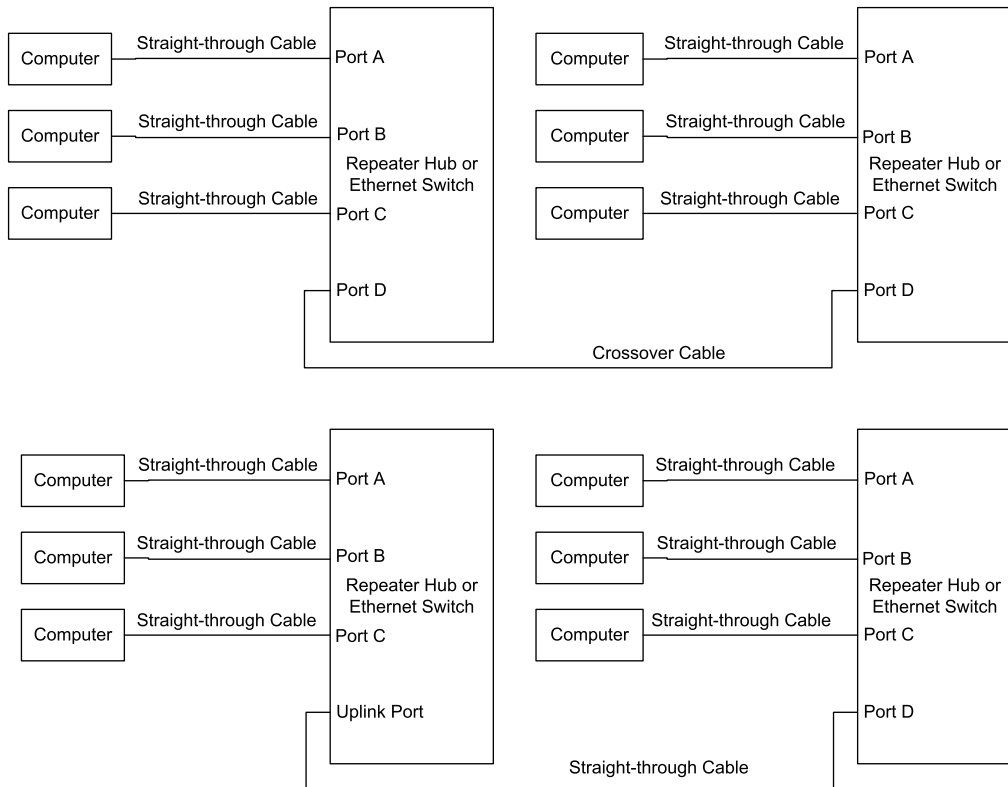 Straight-through Cable
Computer
Port A
Straight-through Cable
Computer
Port B
Repeater Hub or
Ethernet Switch
Straight-through Cable
Computer
Port C
Port D
Straight-through Cable
Computer
Port A
Straight-through Cable
Computer
Port B
Repeater Hub or
Ethernet Switch
Straight-through Cable
Computer
Port C
Port D
Crossover Cable
Straight-through Cable
Computer
Port A
Straight-through Cable
Computer
Port B
Repeater Hub or
Ethernet Switch
Straight-through Cable
Computer
Port C
Uplink Port
Straight-through Cable
Computer
Port A
Straight-through Cable
Computer
Port B
Repeater Hub or
Ethernet Switch
Straight-through Cable
Computer
Port C
Port D
Straight-through Cable